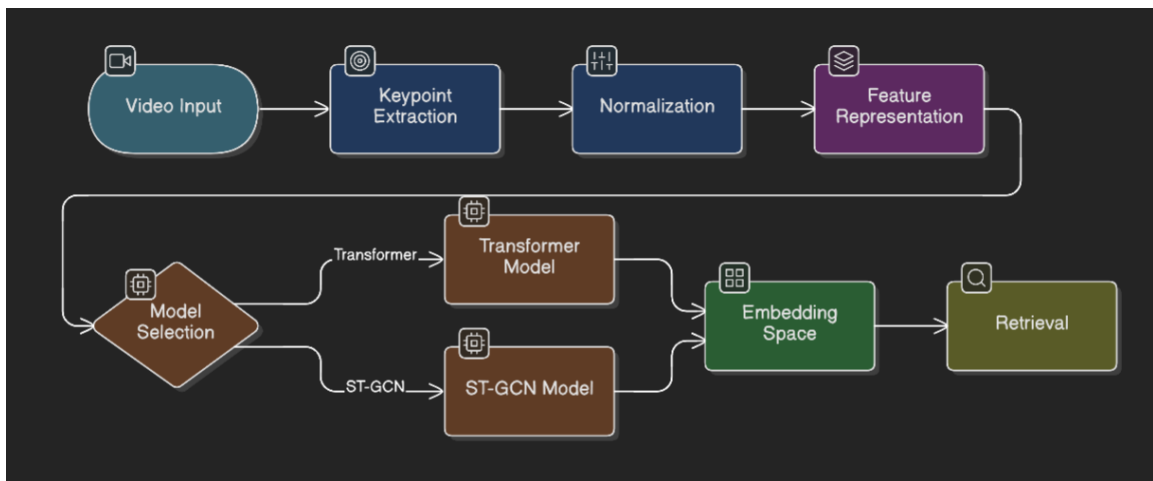 Video Input
Keypoint
Extraction
Normalization
Feature
Representation
Transformer
Transformer
Model
Model
Selection
ST-GCN
ST-GCN Model
Embedding
Space
Retrieval